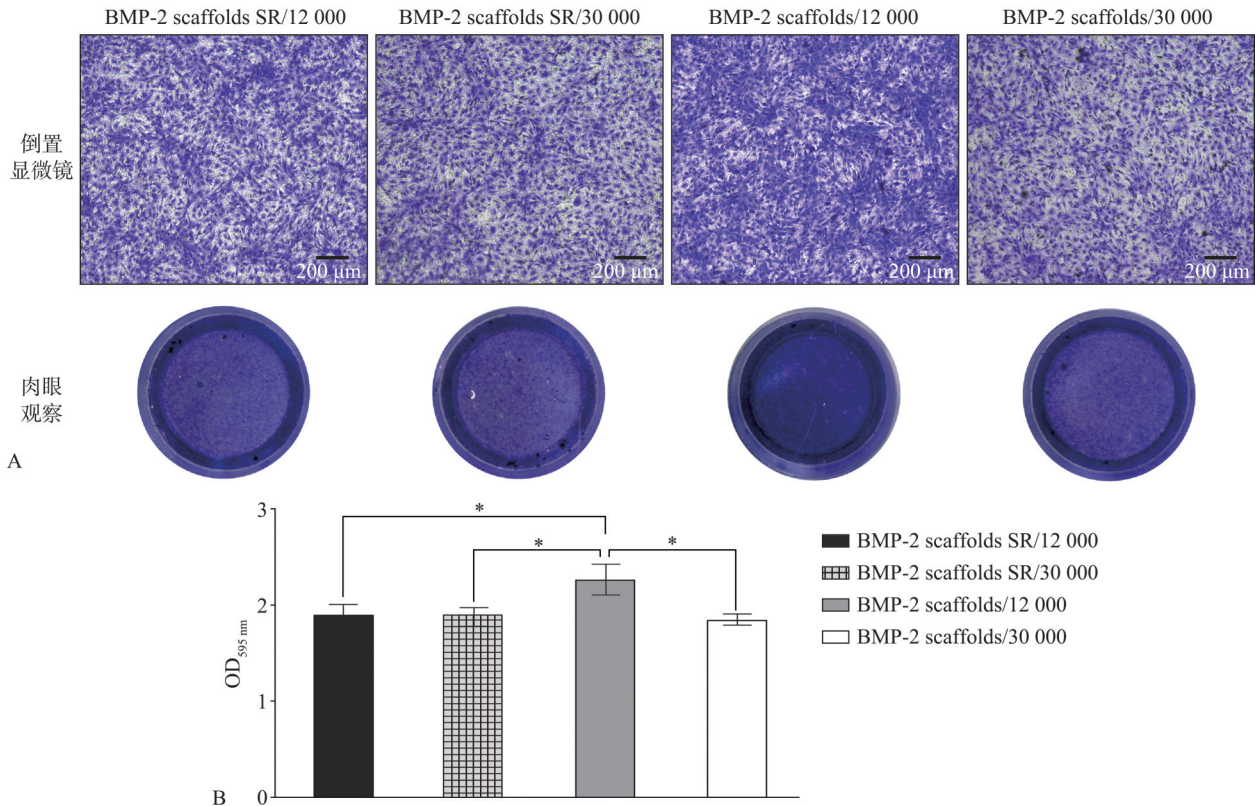 BMP-2 scaffolds SR/12 000
BMP-2 scaffolds SR/30 000
BMP-2 scaffolds/12 000
BMP-2 scaffolds/30 000
倒置
显微镜
200 μm
200 μm
200 μm
200 μm
肉眼
观察
A
3
2
1
0
OD595 nm
*
*
*
BMP-2 scaffolds SR/12 000
BMP-2 scaffolds SR/30 000
BMP-2 scaffolds/12 000
BMP-2 scaffolds/30 000
B